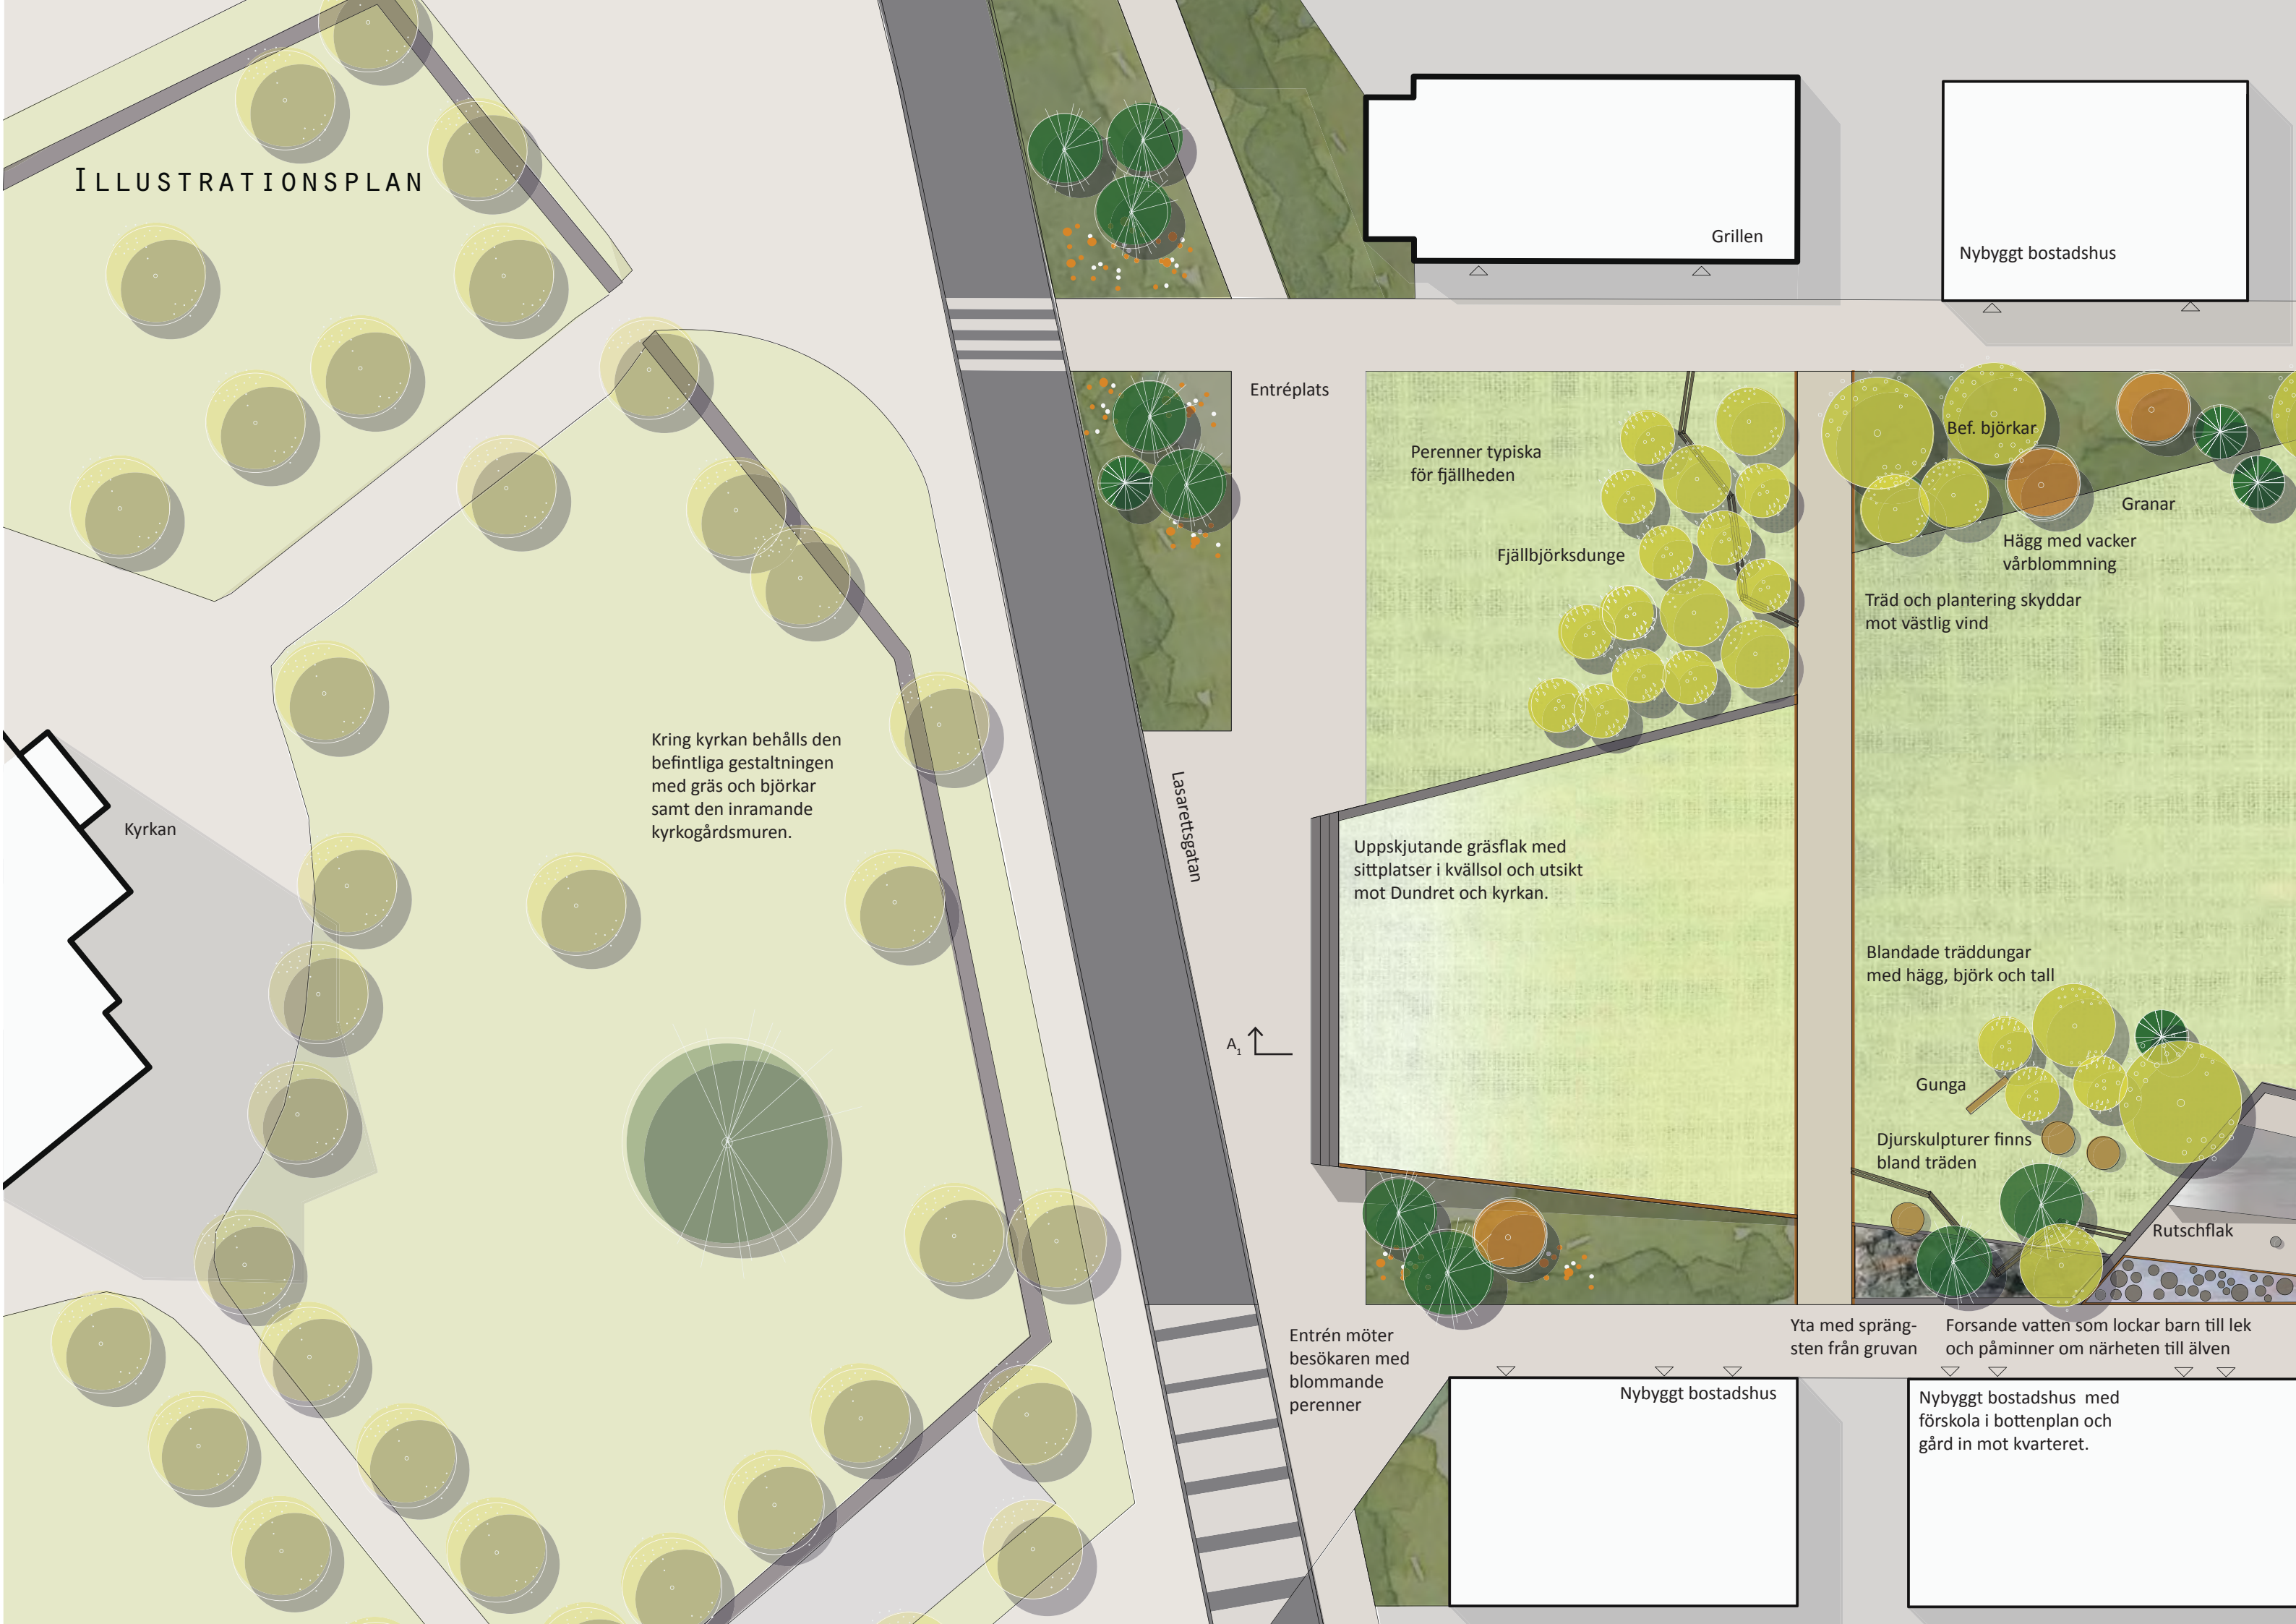 ILLUSTRATIONSPLAN
Grillen
Nybyggt bostadshus
Entréplats
Perenner typiska
för fjällheden
Bef. björkar
Granar
Fjällbjörksdunge
Hägg med vacker
vårblommning
Träd och plantering skyddar
mot västlig vind
Kring kyrkan behålls den
befintliga gestaltningen
med gräs och björkar
samt den inramande
kyrkogårdsmuren.
Kyrkan
Lasarettsgatan
Uppskjutande gräsflak med
sittplatser i kvällsol och utsikt
mot Dundret och kyrkan.
Blandade träddungar
med hägg, björk och tall
A1
Gunga
Djurskulpturer finns
bland träden
Rutschflak
Entrén möter
besökaren med
blommande
perenner
Yta med spräng-
sten från gruvan
Forsande vatten som lockar barn till lek
och påminner om närheten till älven
Nybyggt bostadshus
Nybyggt bostadshus med
förskola i bottenplan och
gård in mot kvarteret.